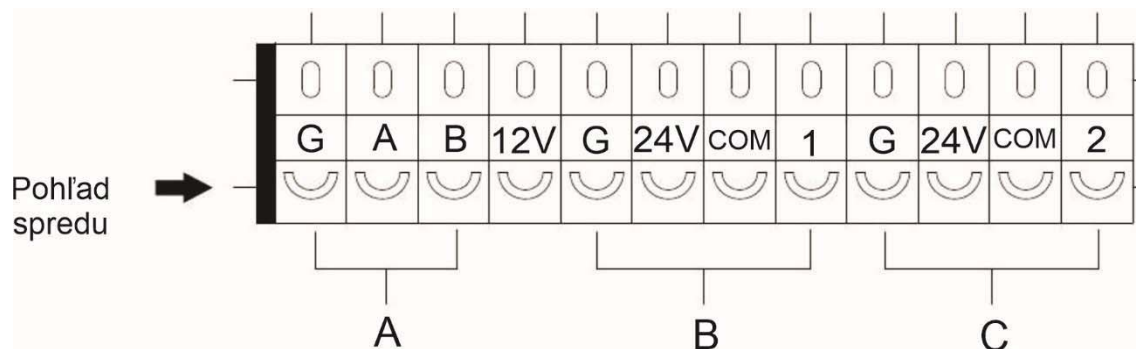 G A B 12V G 24V COM 1 G 24V COM 2
Pohľad
spredu
A B C